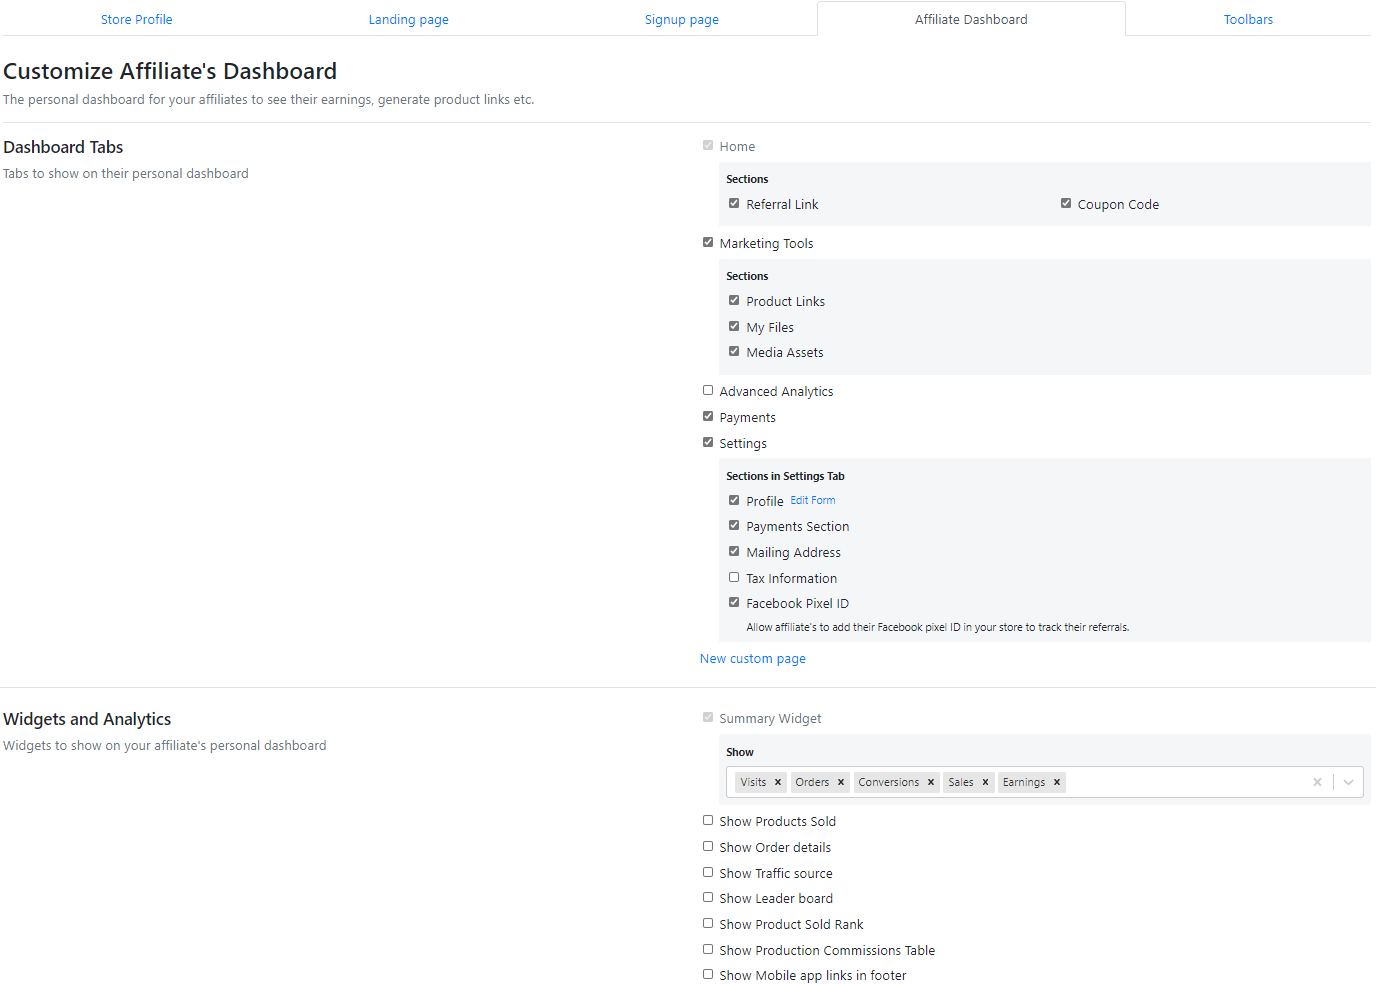 Store Profile
Landing page
Signup page
Affiliate Dashboard
Toolbars
Customize Affiliate's Dashboard
The personal dashboard for your affiliates to see their earnings, generate product links etc.
Dashboard Tabs
Tabs to show on their personal dashboard
Home
Sections
Referral Link
Coupon Code
Marketing Tools
Sections
Product Links
My Files
Media Assets
Advanced Analytics
Payments
Settings
Sections in Settings Tab
Profile Edit Form
Payments Section
Mailing Address
Tax Information
Facebook Pixel ID
Allow affiliate's to add their Facebook pixel ID in your store to track their referrals.
New custom page
Widgets and Analytics
Widgets to show on your affiliate's personal dashboard
Summary Widget
Show
Visits
Orders
Conversions
Sales
Earnings
Show Products Sold
Show Order details
Show Traffic source
Show Leader board
Show Product Sold Rank
Show Production Commissions Table
Show Mobile app links in footer